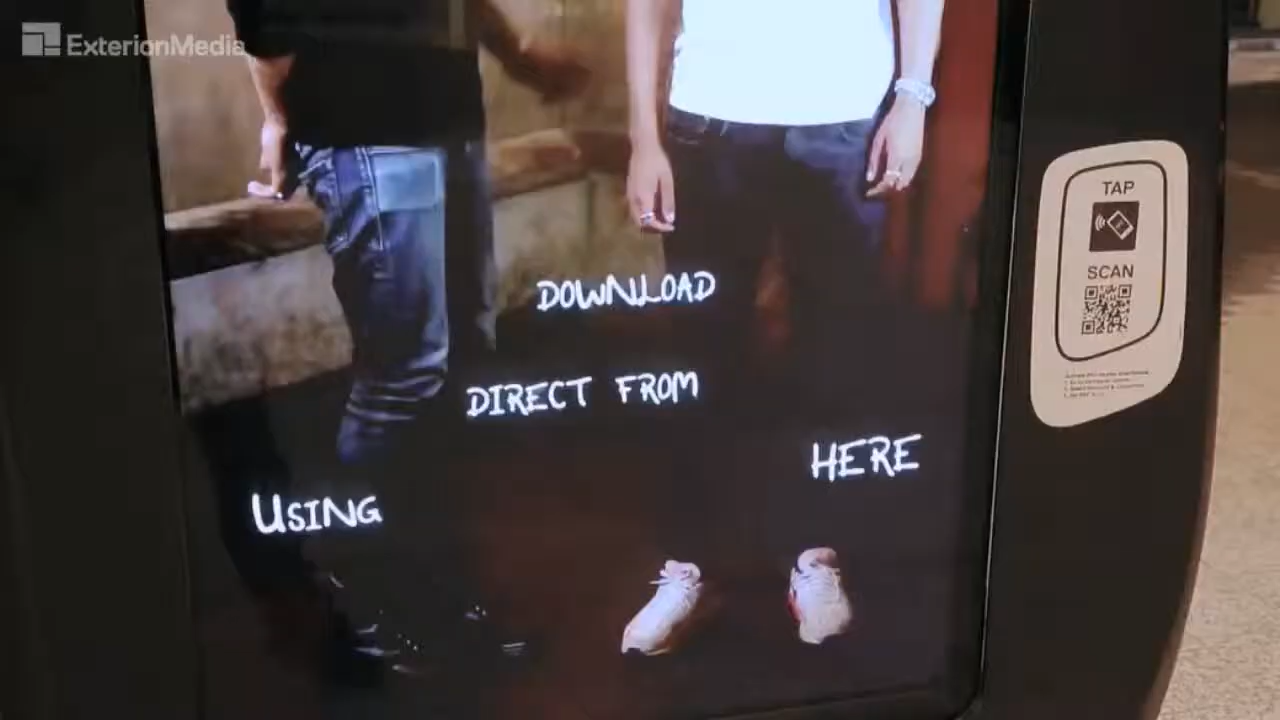 ExterionMedia
DOWNLOAD
DIRECT FROM
HERE
USING
TAP
SCAN